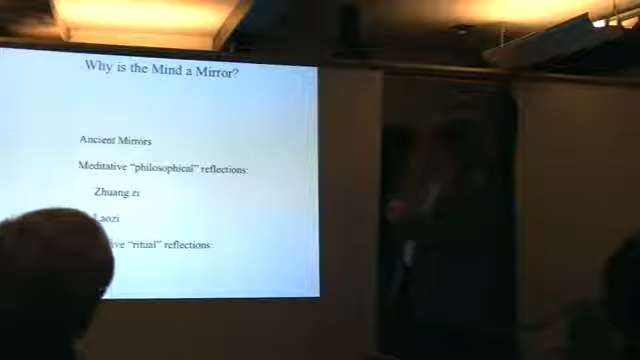 Why is the Mind a Mirror?
Ancient Mirrors
Meditative “philosophical” reflections:
Zhuang zi
Laozi
“ritual” reflections: